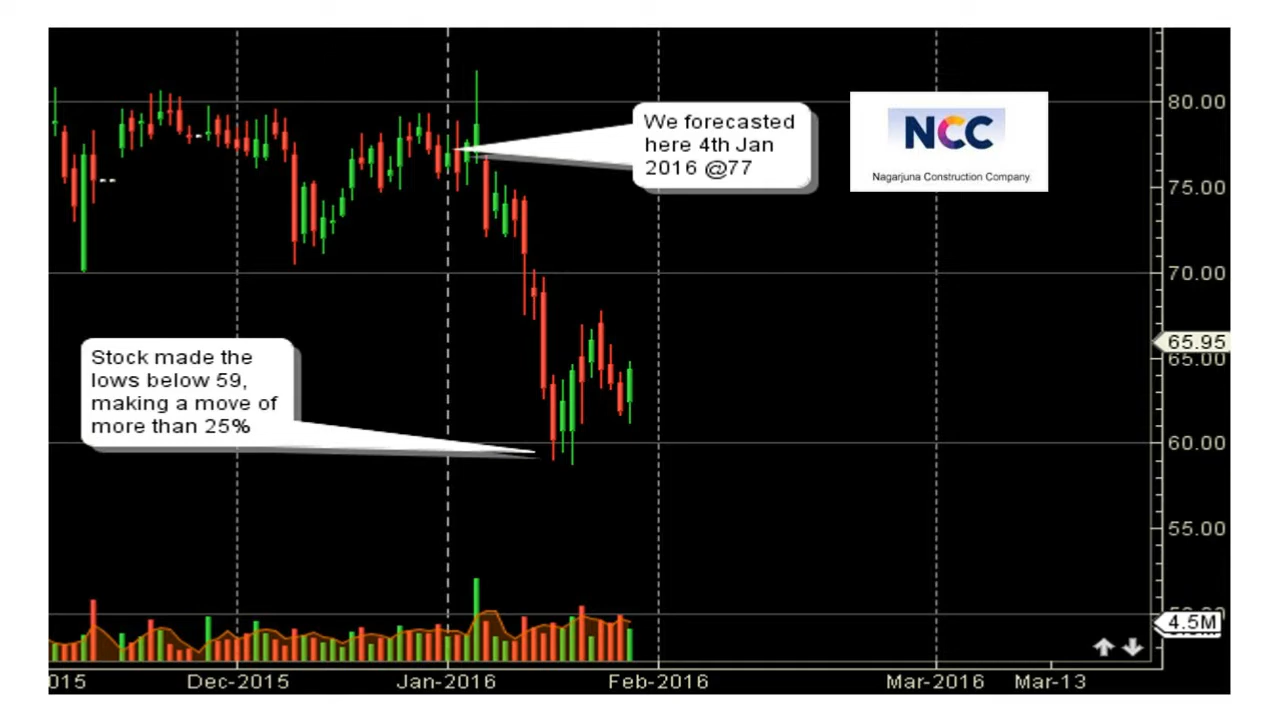 We forecasted
here 4th Jan
2016 @77
NCC
Nagarjuna Construction Company.
Stock made the
lows below 59,
making a move of
more than 25%
80.00
75.00
70.00
65.95
65.00
60.00
55.00
4.5M
015
Dec-2015
Jan-2016
Feb-2016
Mar-2016
Mar-13